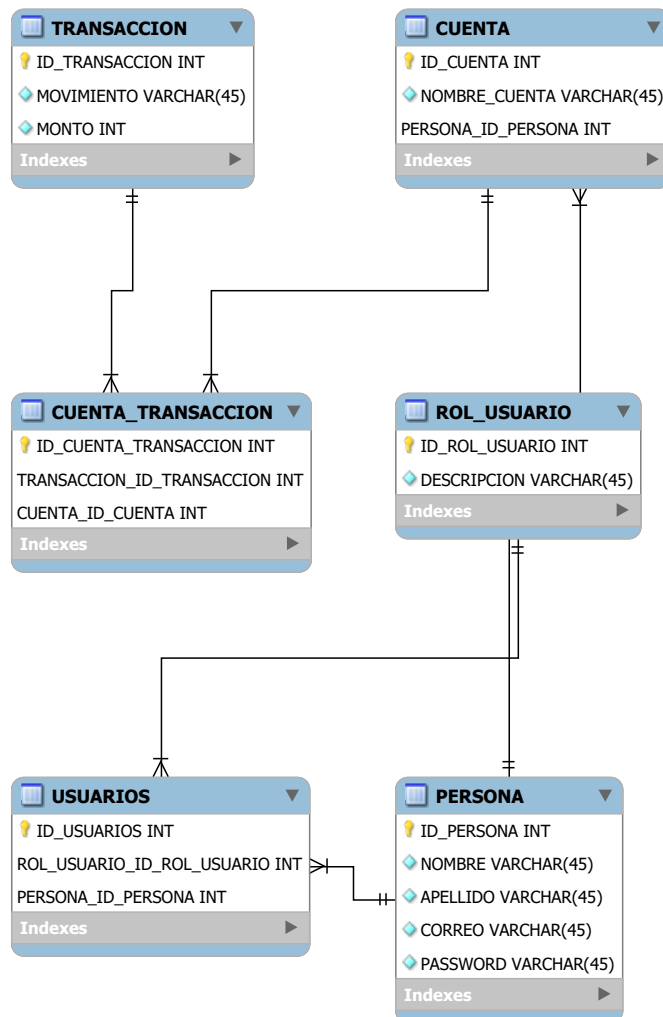 TRANSACCION
ID_TRANSACCION INT
MOVIMIENTO VARCHAR(45)
MONTO INT
Indexes
CUENTA
ID_CUENTA INT
NOMBRE_CUENTA VARCHAR(45)
PERSONA_ID_PERSONA INT
Indexes
CUENTA_TRANSACCION
ID_CUENTA_TRANSACCION INT
TRANSACCION_ID_TRANSACCION INT
CUENTA_ID_CUENTA INT
Indexes
ROL_USUARIO
ID_ROL_USUARIO INT
DESCRIPCION VARCHAR(45)
Indexes
USUARIOS
ID_USUARIOS INT
ROL_USUARIO_ID_ROL_USUARIO INT
PERSONA_ID_PERSONA INT
Indexes
PERSONA
ID_PERSONA INT
NOMBRE VARCHAR(45)
APELLIDO VARCHAR(45)
CORREO VARCHAR(45)
PASSWORD VARCHAR(45)
Indexes